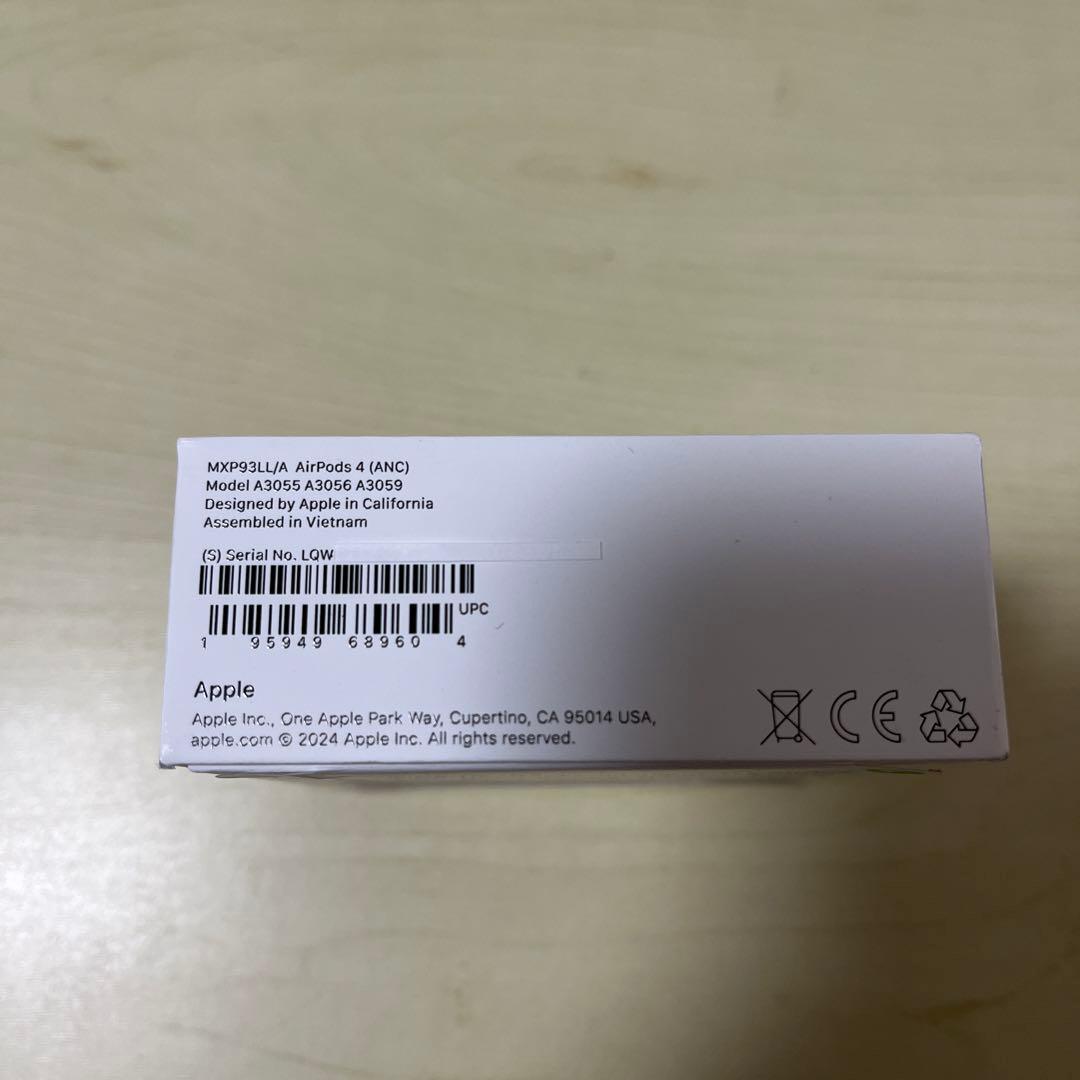 MXP93LL/A AirPods 4 (ANC)
Model A3055 A3056 A3059
Designed by Apple in California
Assembled in Vietnam
(S) Serial No. LQW
UPC
1 95949 68960 4
Apple
Apple Inc., One Apple Park Way, Cupertino, CA 95014 USA,
apple.com © 2024 Apple Inc. All rights reserved.
CE